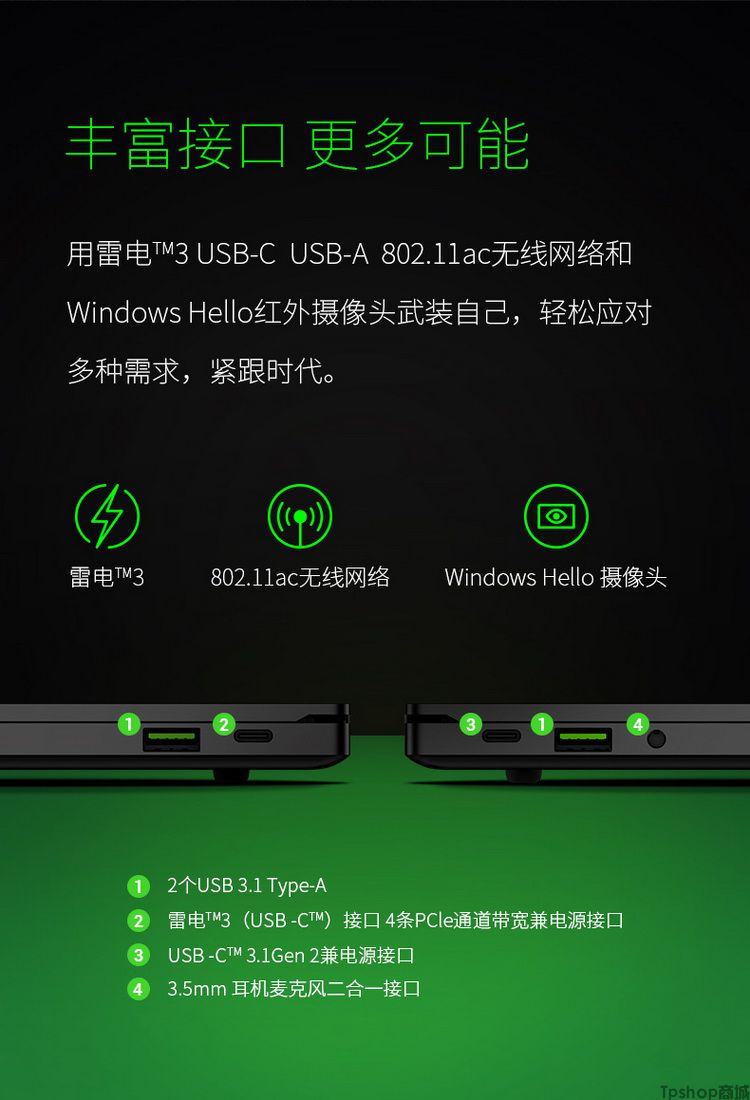 丰富接口 更多可能
用雷电™3 USB-C USB-A 802.11ac无线网络和
Windows Hello红外摄像头武装自己，轻松应对
多种需求，紧跟时代。
雷电™3
802.11ac无线网络
Windows Hello 摄像头
1
2
3
1
4
1 2个USB 3.1 Type-A
2 雷电™3（USB -C™）接口 4条PCle通道带宽兼电源接口
3 USB -C™ 3.1Gen 2兼电源接口
4 3.5mm 耳机麦克风二合一接口
Tpshop商城